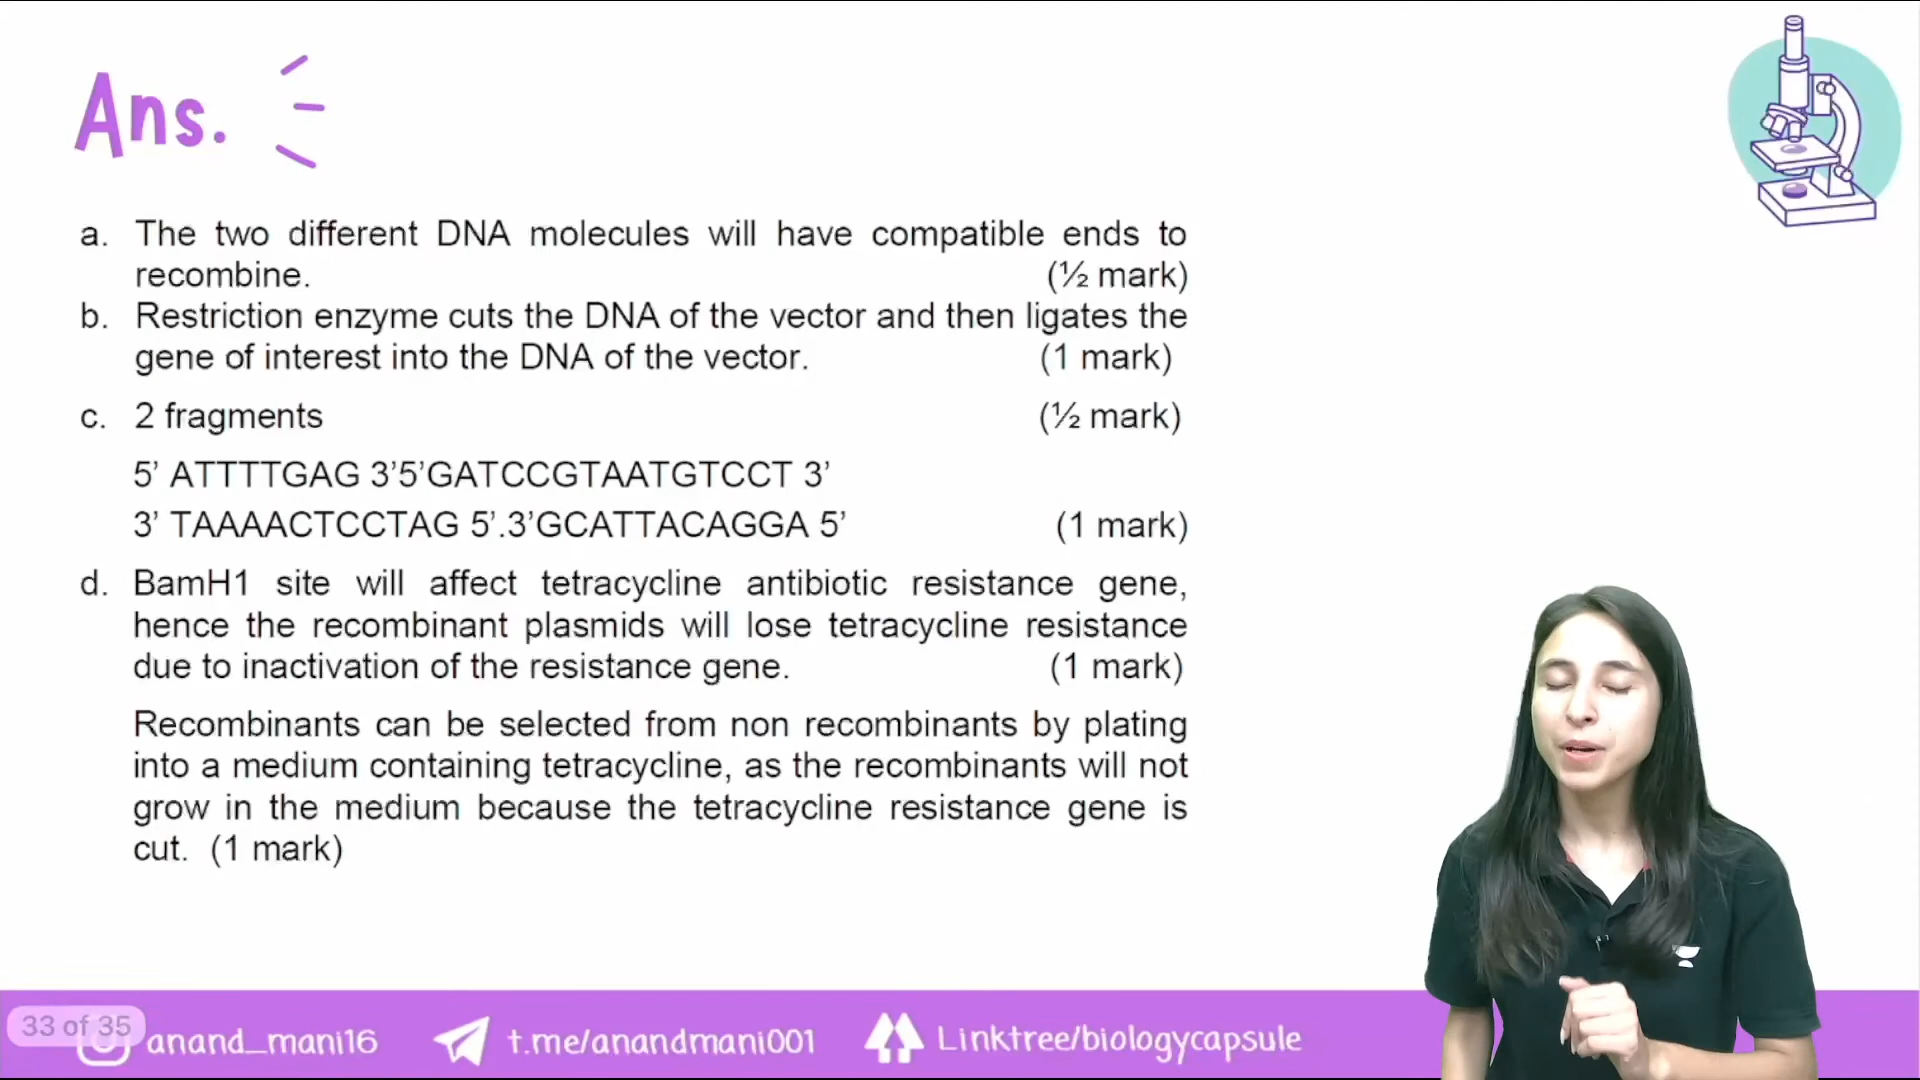 Ans.
a. The two different DNA molecules will have compatible ends to
recombine. (½ mark)
b. Restriction enzyme cuts the DNA of the vector and then ligates the
gene of interest into the DNA of the vector. (1 mark)
c. 2 fragments (½ mark)
5’ ATTTTGAG 3’5’GATCCGTAATGTCCT 3’
3’ TAAAACTCCTAG 5’.3’GCATTACAGGA 5’ (1 mark)
d. BamH1 site will affect tetracycline antibiotic resistance gene,
hence the recombinant plasmids will lose tetracycline resistance
due to inactivation of the resistance gene. (1 mark)
Recombinants can be selected from non recombinants by plating
into a medium containing tetracycline, as the recombinants will not
grow in the medium because the tetracycline resistance gene is
cut. (1 mark)
33 of 35
anand_mani16 t.me/anandmani001 Linktree/biologycapsule